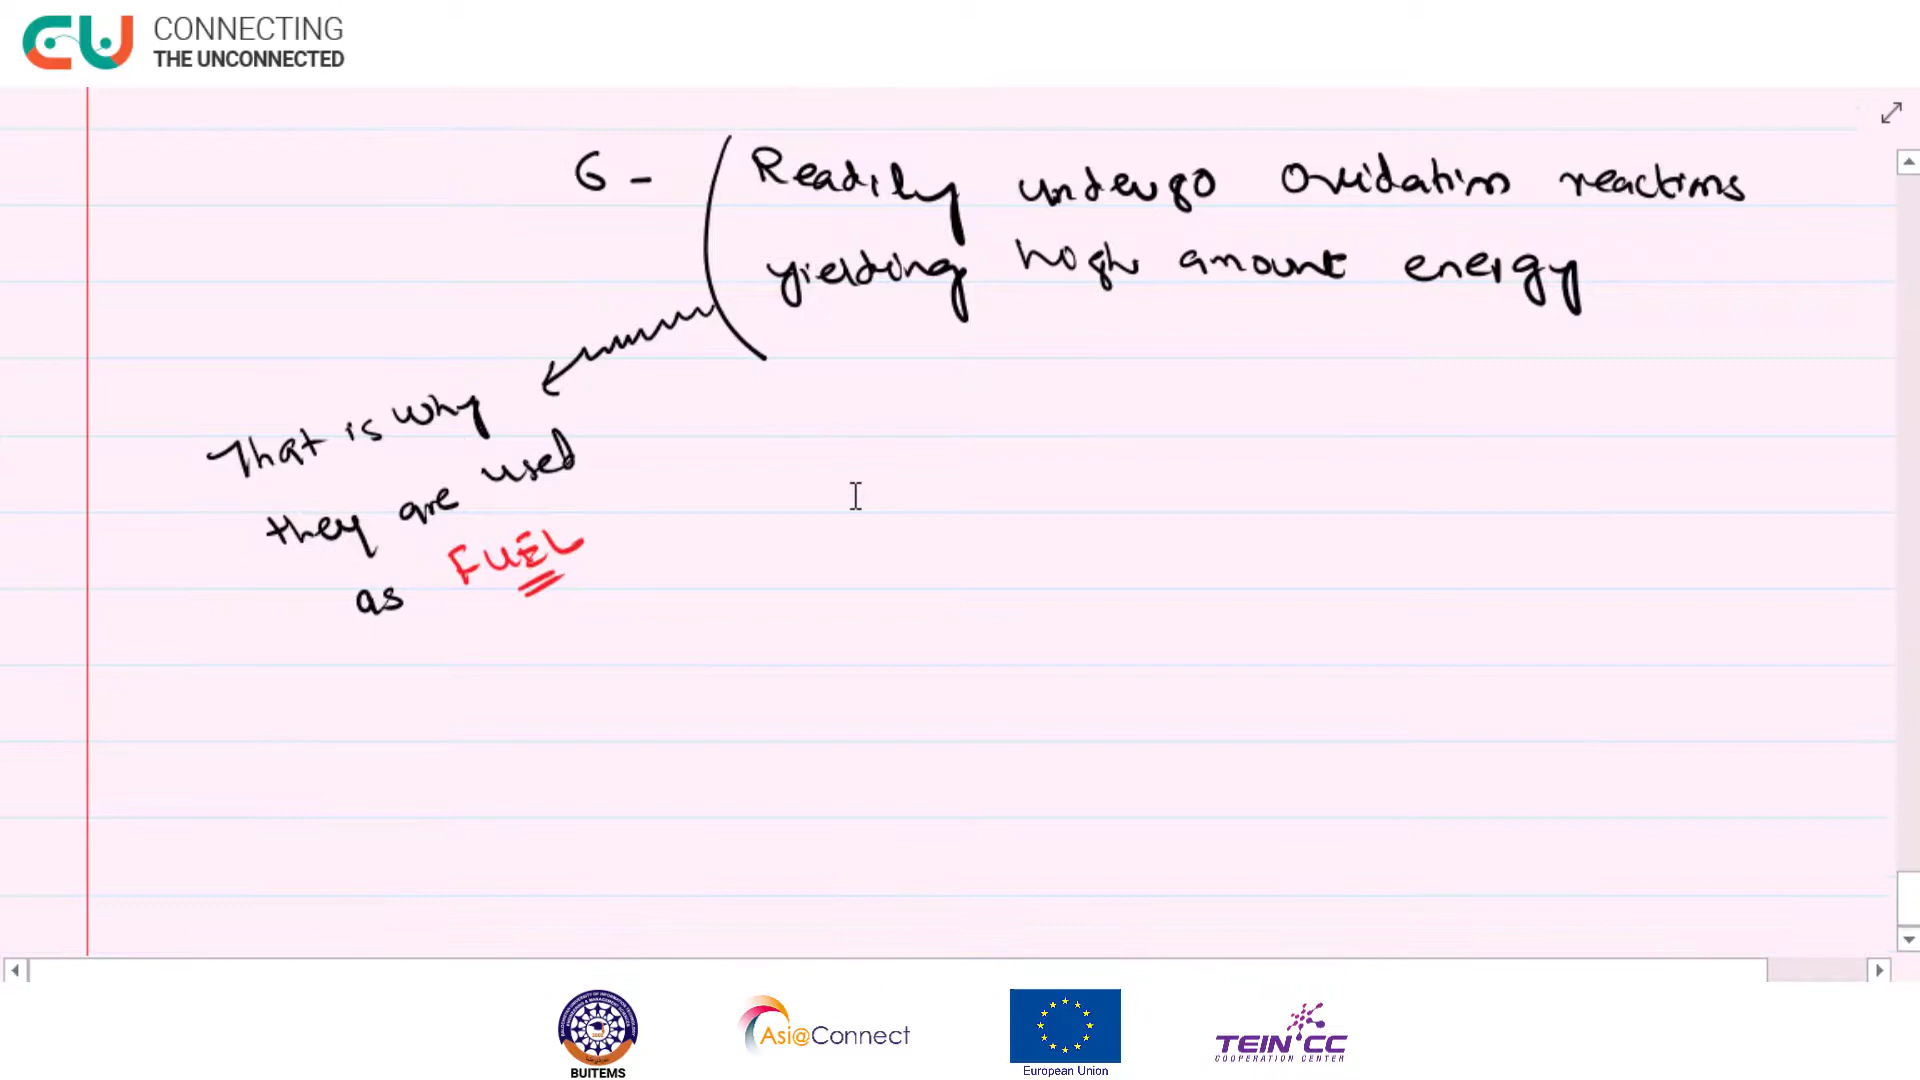 CONNECTING
THE UNCONNECTED
6 - Readily undergo Oxidation reactions
yielding high amount energy
That is why
they are used
as FUEL
BUITEMS
Asi@Connect
European Union
TEIN*CC
COOPERATION CENTER